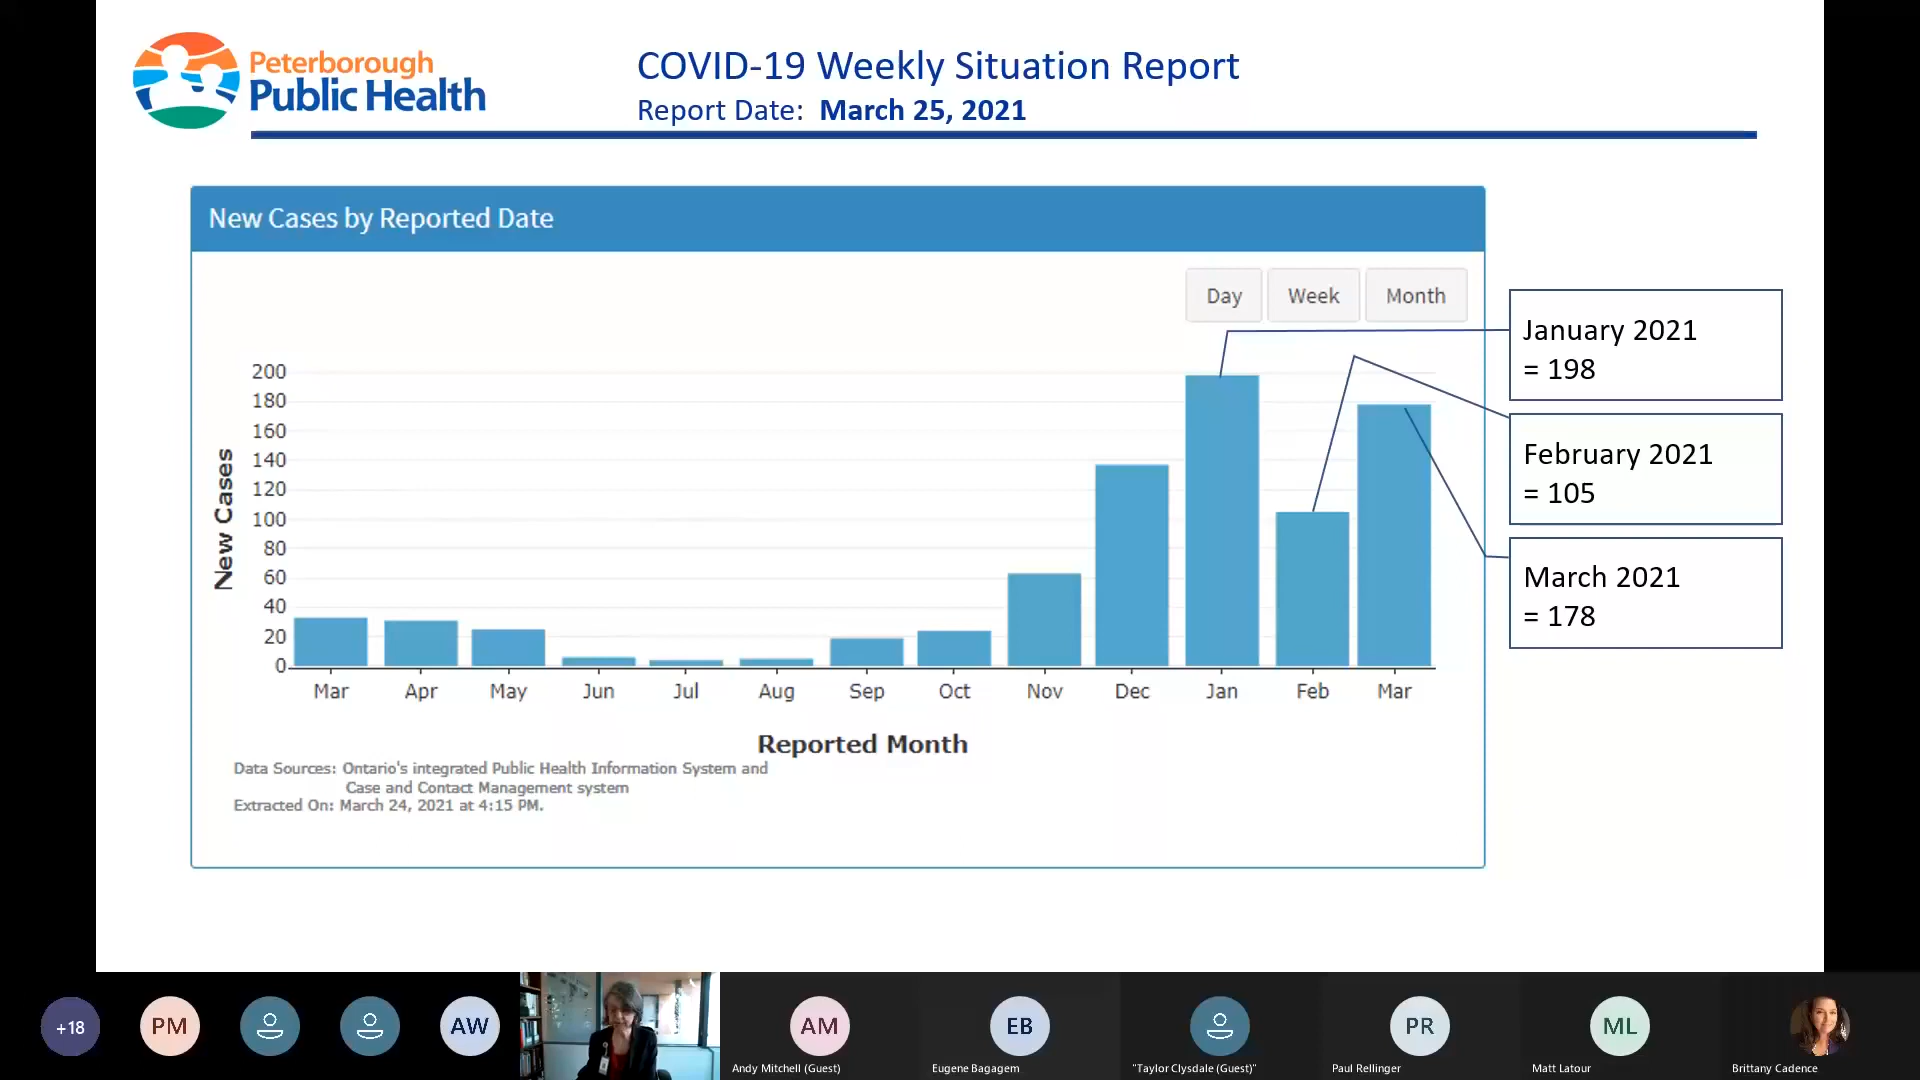 Peterborough
Public Health
COVID-19 Weekly Situation Report
Report Date: March 25, 2021
New Cases by Reported Date
Day
Week
Month
January 2021
= 198
February 2021
= 105
March 2021
= 178
New Cases
200
180
160
140
120
100
80
60
40
20
0
Mar
Apr
May
Jun
Jul
Aug
Sep
Oct
Nov
Dec
Jan
Feb
Mar
Reported Month
Data Sources: Ontario's integrated Public Health Information System and
Case and Contact Management system
Extracted On: March 24, 2021 at 4:15 PM.
+18
PM
AW
AM
EB
PR
ML
Andy Mitchell (Guest)
Eugene Bagagem
"Taylor Clysdale (Guest)"
Paul Rellinger
Matt Latour
Brittany Cadence